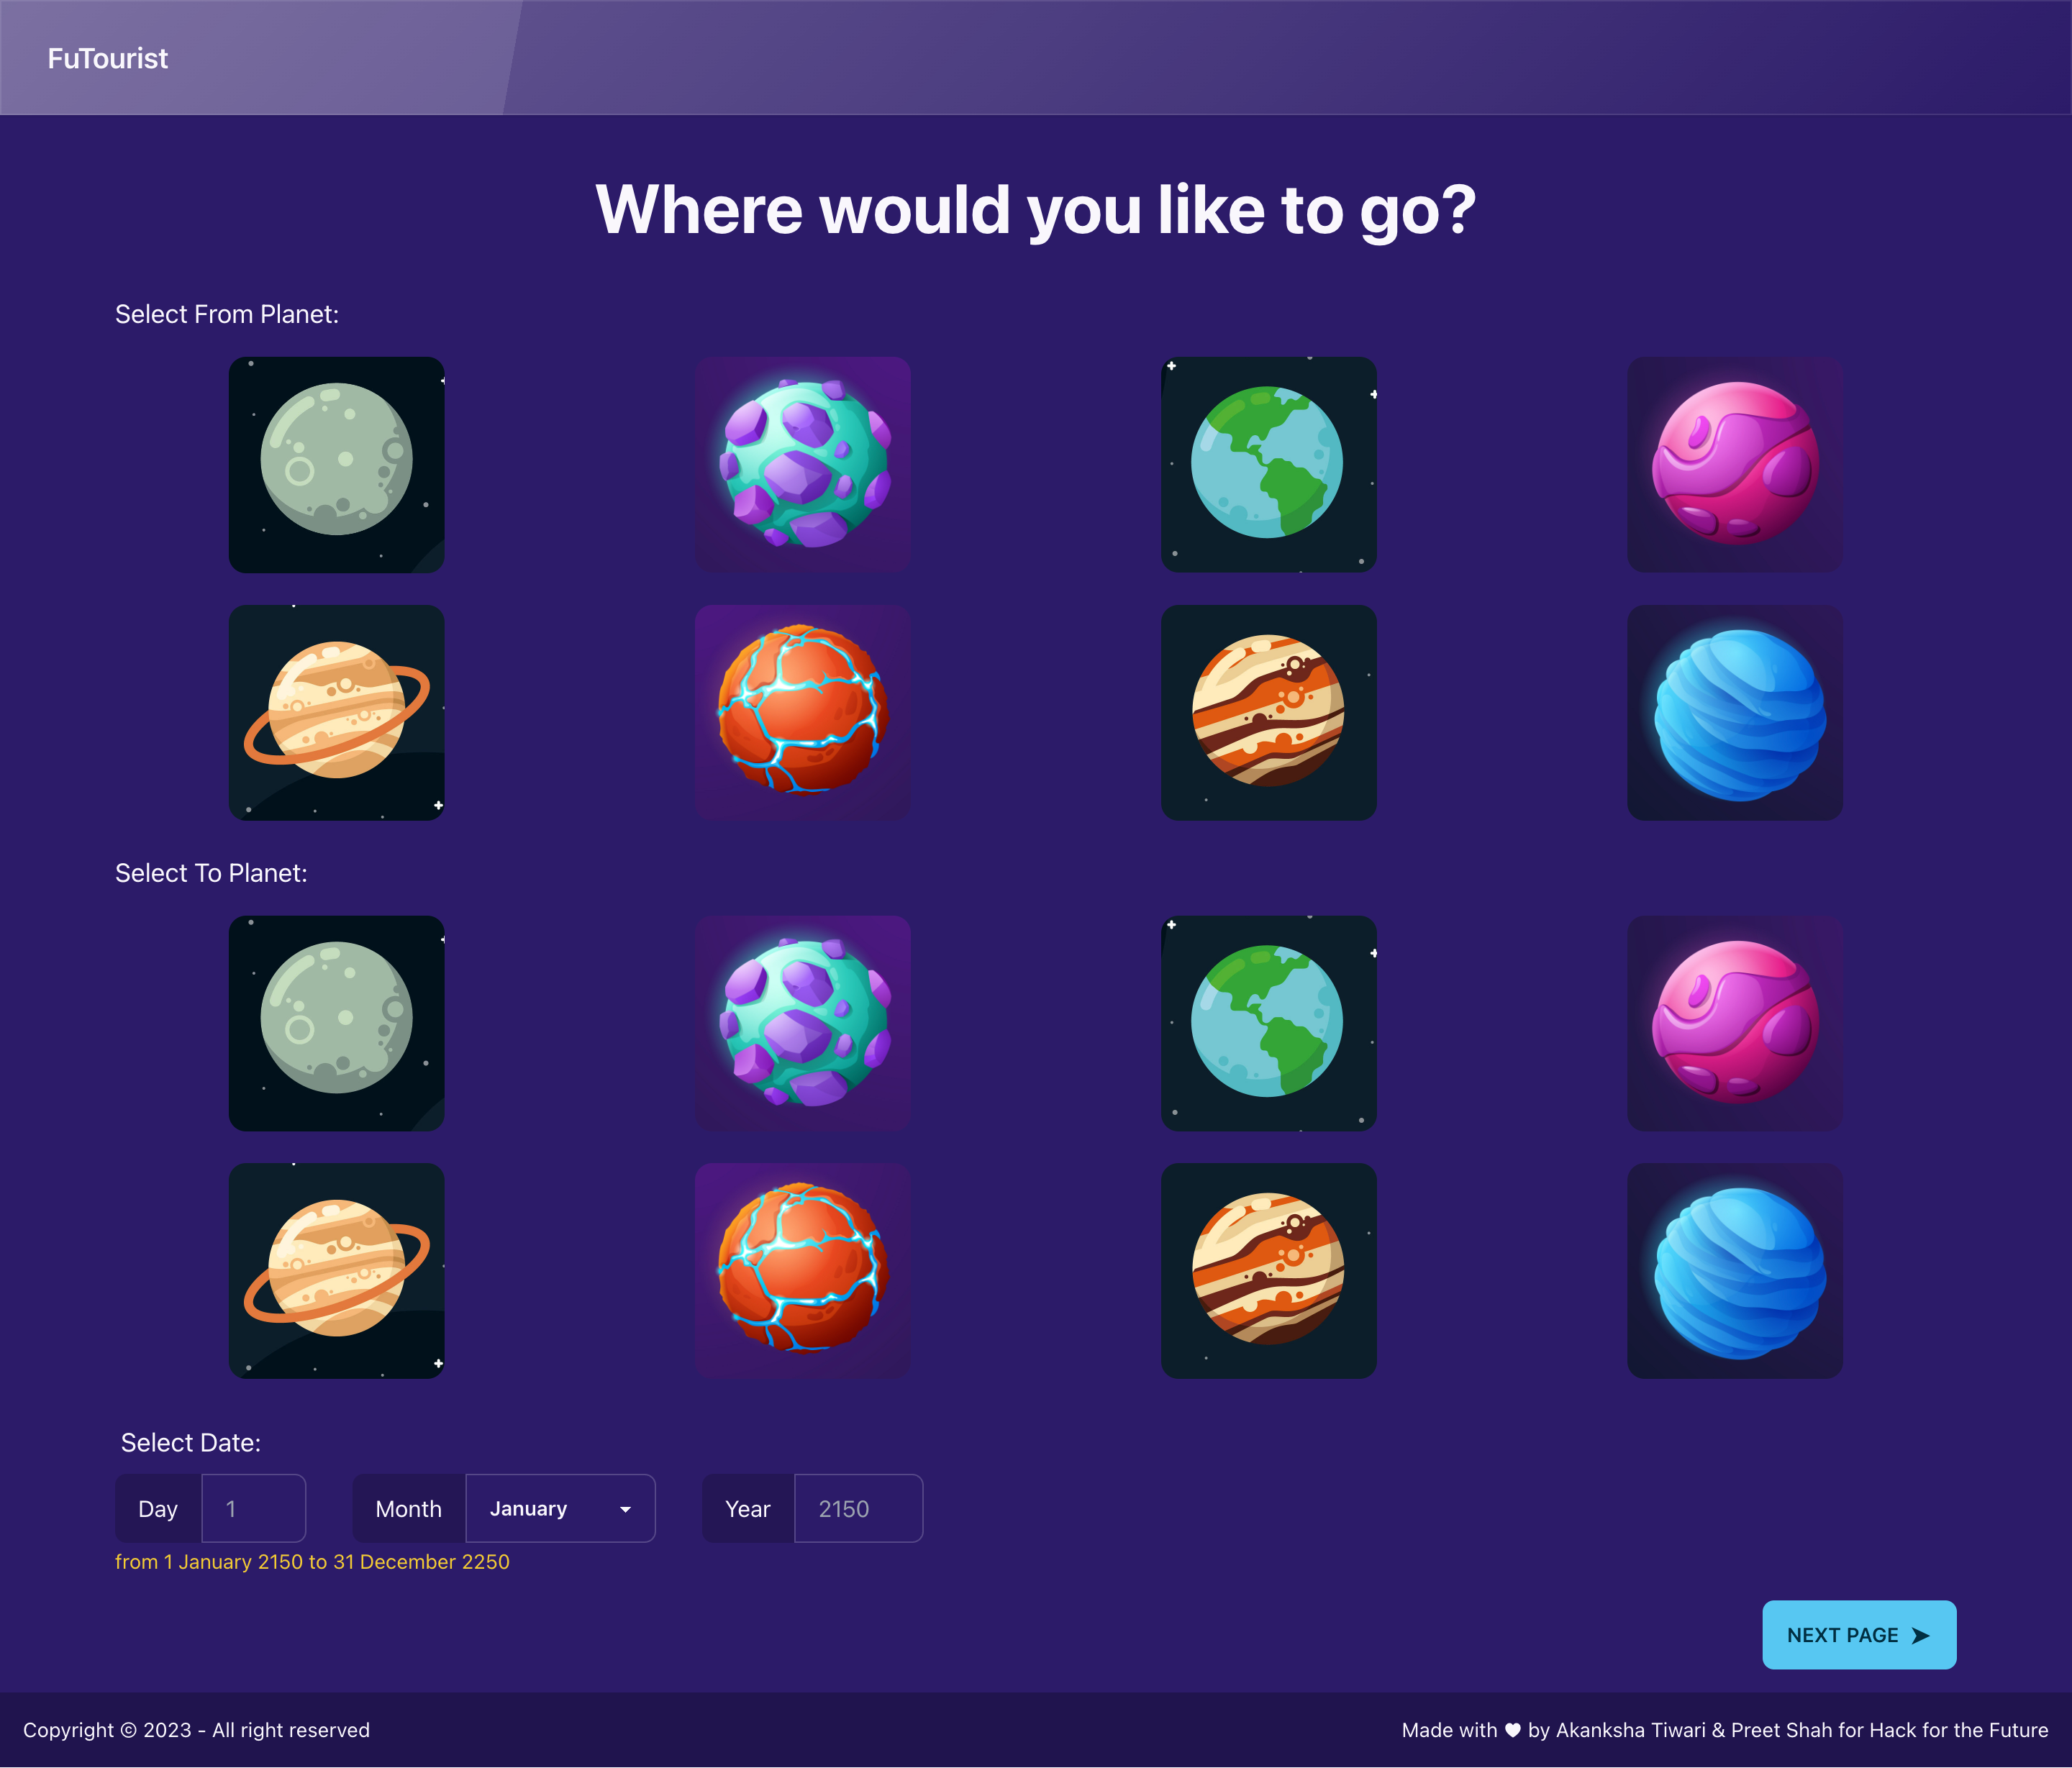 FuTourist
Where would you like to go?
Select From Planet:
Select To Planet:
Select Date:
Day 1 Month January Year 2150
from 1 January 2150 to 31 December 2250
NEXT PAGE
Copyright © 2023 - All right reserved
Made with ♥ by Akanksha Tiwari & Preet Shah for Hack for the Future